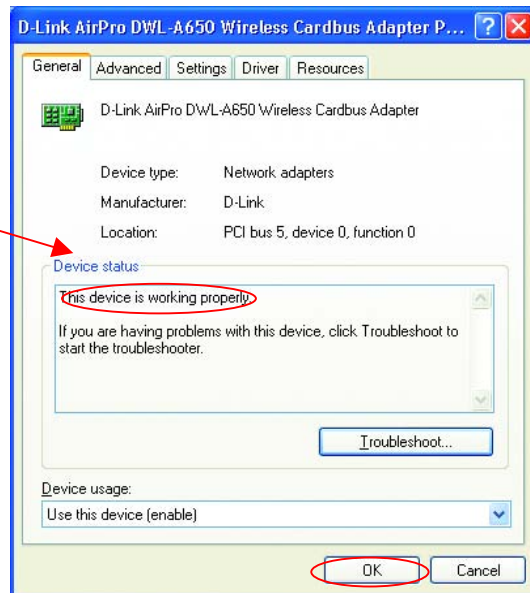 D-Link AirPro DWL-A650 Wireless Cardbus Adapter P...
General Advanced Settings Driver Resources
D-Link AirPro DWL-A650 Wireless Cardbus Adapter
Device type: Network adapters
Manufacturer: D-Link
Location: PCI bus 5, device 0, function 0
Device status
This device is working properly.
If you are having problems with this device, click Troubleshoot to
start the troubleshooter.
Troubleshoot...
Device usage:
Use this device (enable)
OK Cancel